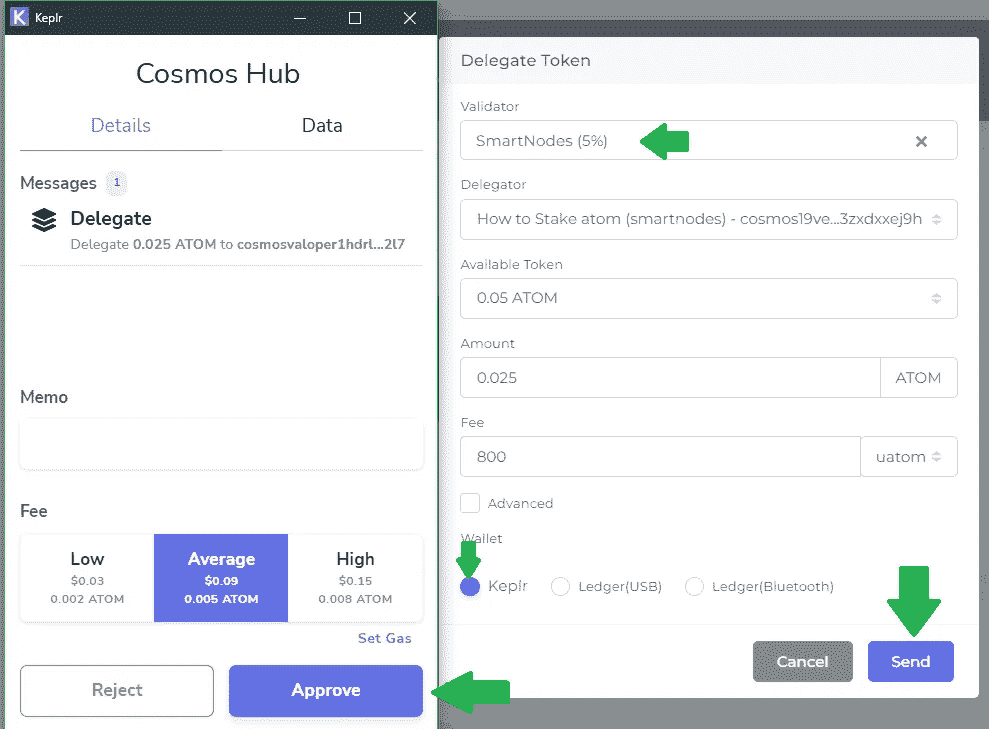 K Keplr
Cosmos Hub
Details Data
Messages 1
Delegate
Delegate 0.025 ATOM to cosmosvaloper1hdrl...2l7
Memo
Fee
Low Average High
$0.03 $0.09 $0.15
0.002 ATOM 0.005 ATOM 0.008 ATOM
Set Gas
Reject Approve
Delegate Token
Validator
SmartNodes (5%)
Delegator
How to Stake atom (smartnodes) - cosmos19ve...3zxdxxej9h
Available Token
0.05 ATOM
Amount
0.025 ATOM
Fee
800 uatom
Advanced
Wallet
Keplr Ledger(USB) Ledger(Bluetooth)
Cancel Send